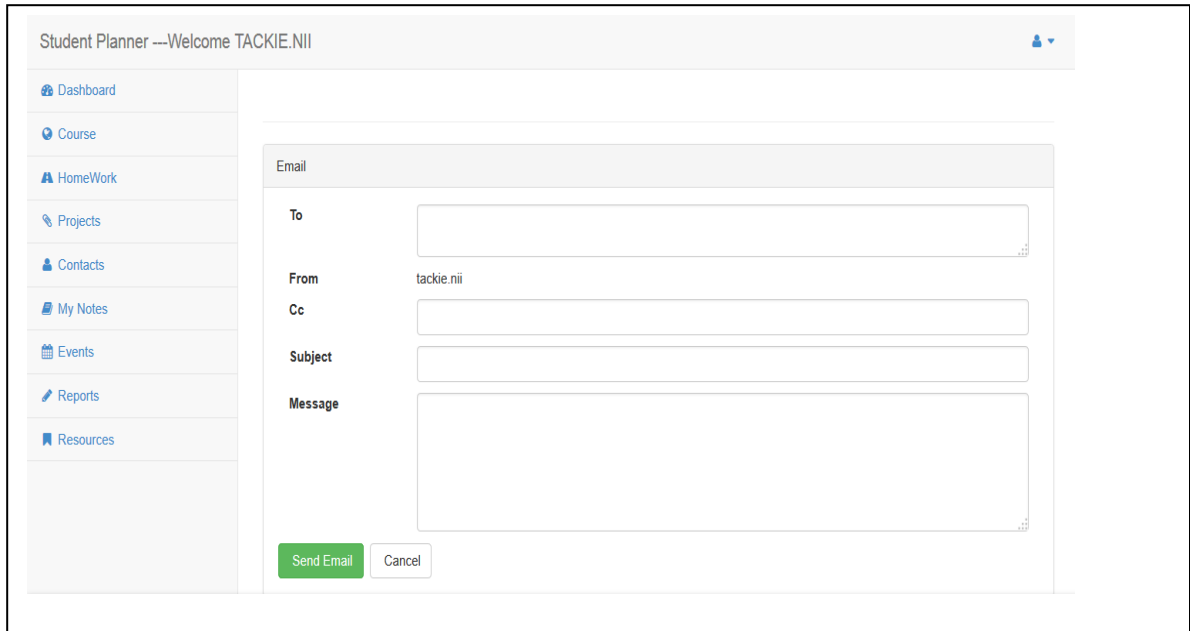 Student Planner ---Welcome TACKIE.NII
Dashboard
Course
HomeWork
Projects
Contacts
My Notes
Events
Reports
Resources
Email
To
From tackie.nii
Cc
Subject
Message
Send Email Cancel